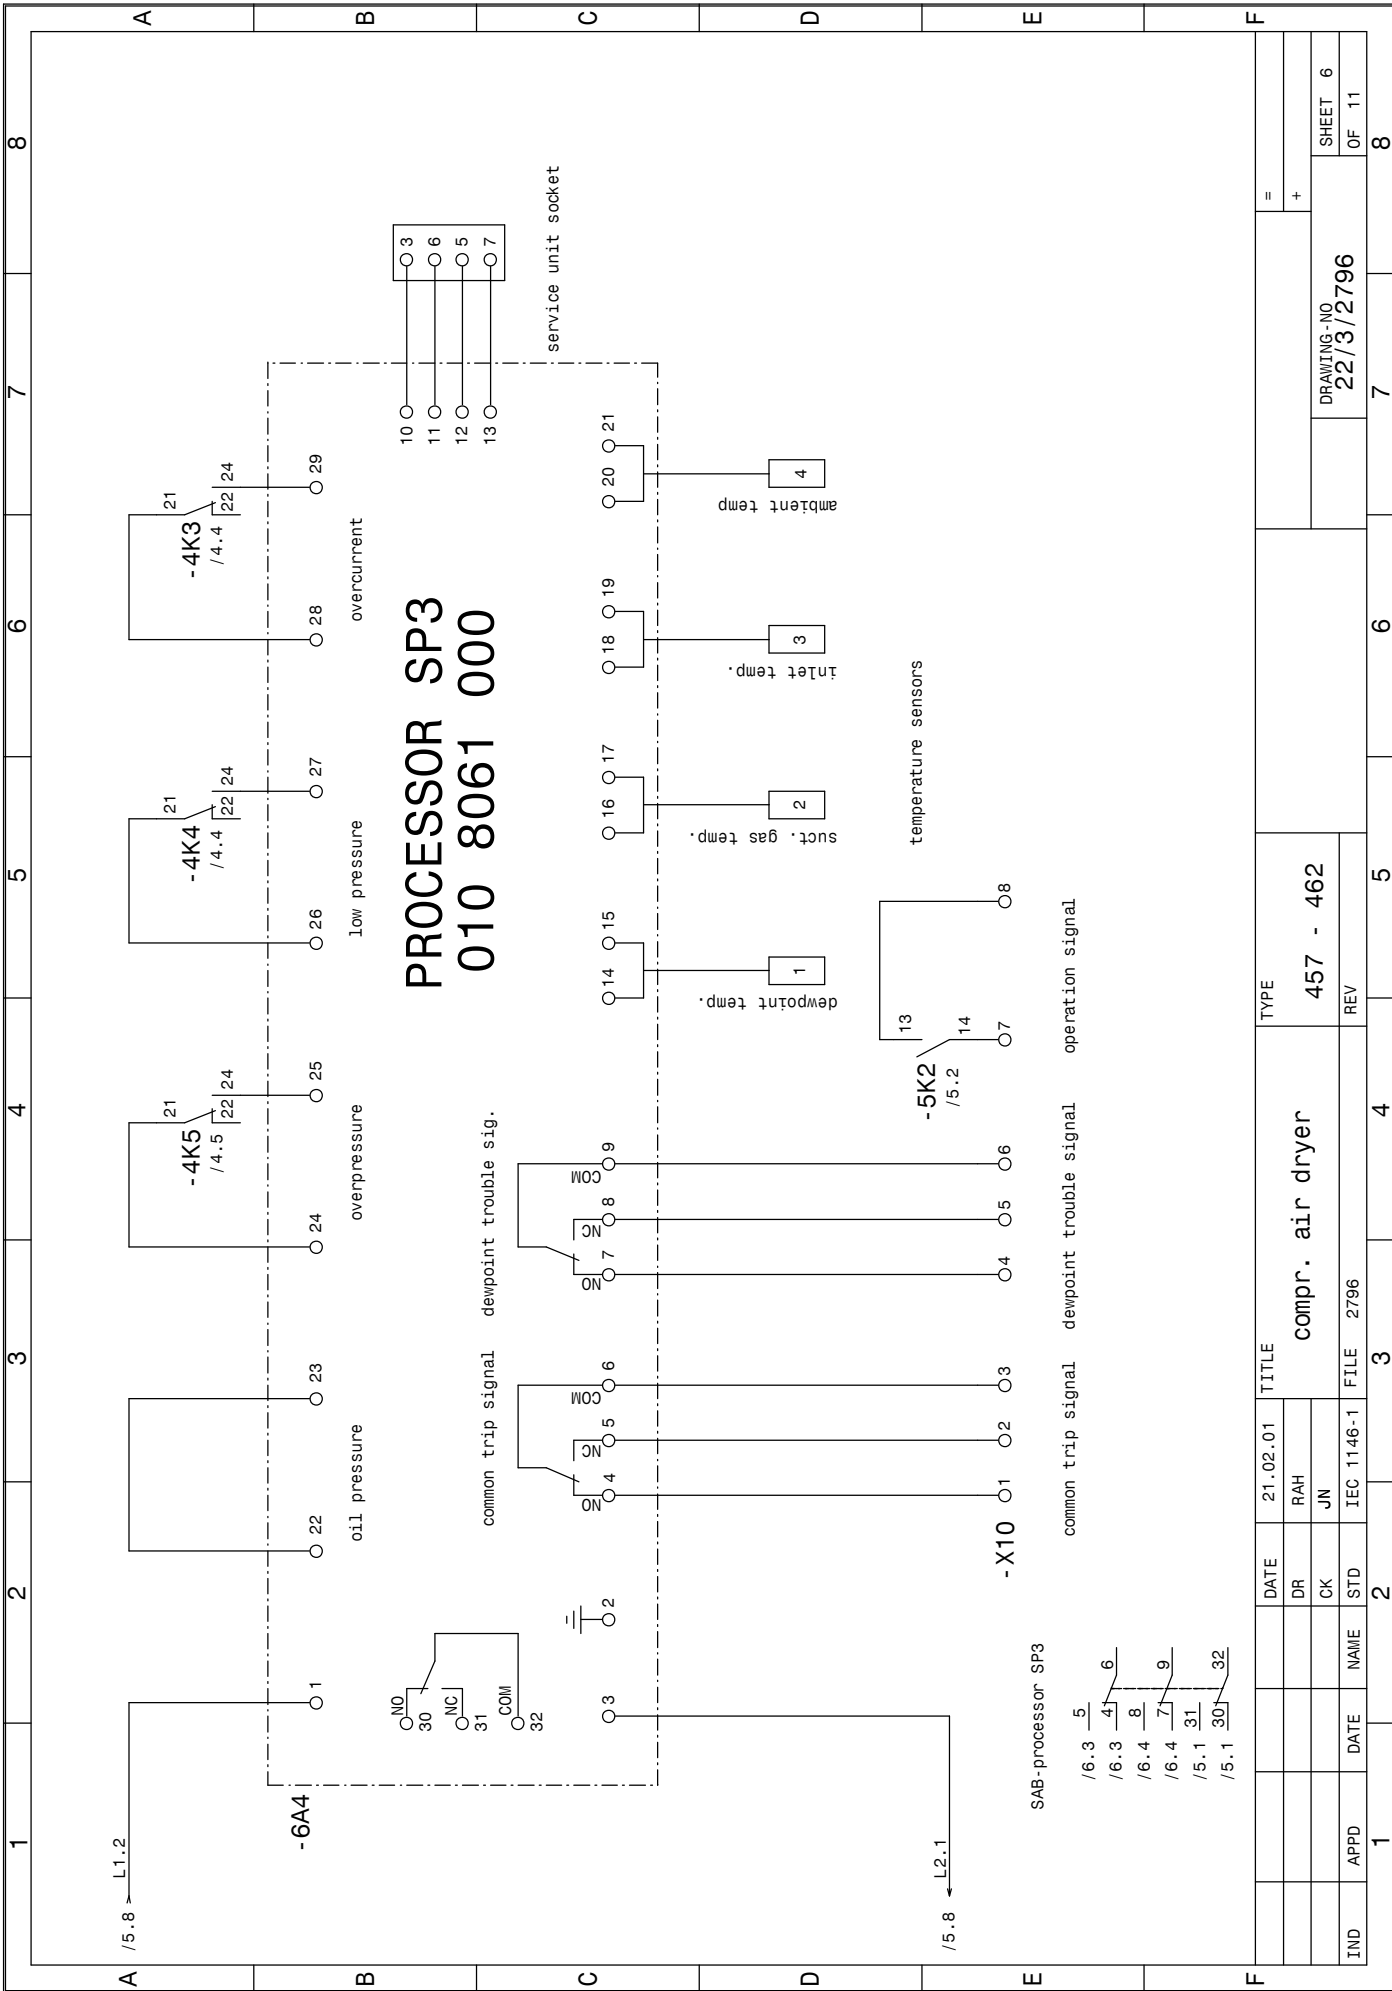 1 2 3 4 5 6 7 8
A A
B B
C C
D D
E E
F F
/5.8 L1.2
-6A4
1
NO
30
NC
31
COM
32
3
2
/5.8 L2.1
22 23
oil pressure
-4K5
/4.5
21
22 24
24 25
overpressure
-4K4
/4.4
21
22 24
26 27
low pressure
-4K3
/4.4
21
22 24
28 29
overcurrent
PROCESSOR SP3
010 8061 000
10 3
11 6
12 5
13 7
service unit socket
common trip signal
NO NC COM
4 5 6
dewpoint trouble sig.
NO NC COM
7 8 9
14 15
16 17
18 19
20 21
1
dewpoint temp.
2
suct. gas temp.
3
inlet temp.
4
ambient temp
temperature sensors
-5K2
/5.2
13
14
-X10
1 2 3
common trip signal
4 5 6
dewpoint trouble signal
7 8
operation signal
SAB-processor SP3
/6.3 5
/6.3 4 6
/6.4 8
/6.4 7 9
/5.1 31
/5.1 30 32
IND APPD DATE NAME
DATE 21.02.01
DR RAH
CK JN
STD IEC 1146-1
TITLE
compr. air dryer
FILE 2796
TYPE
457 - 462
REV
=
+
DRAWING-NO
22/3/2796
SHEET 6
OF 11
1 2 3 4 5 6 7 8